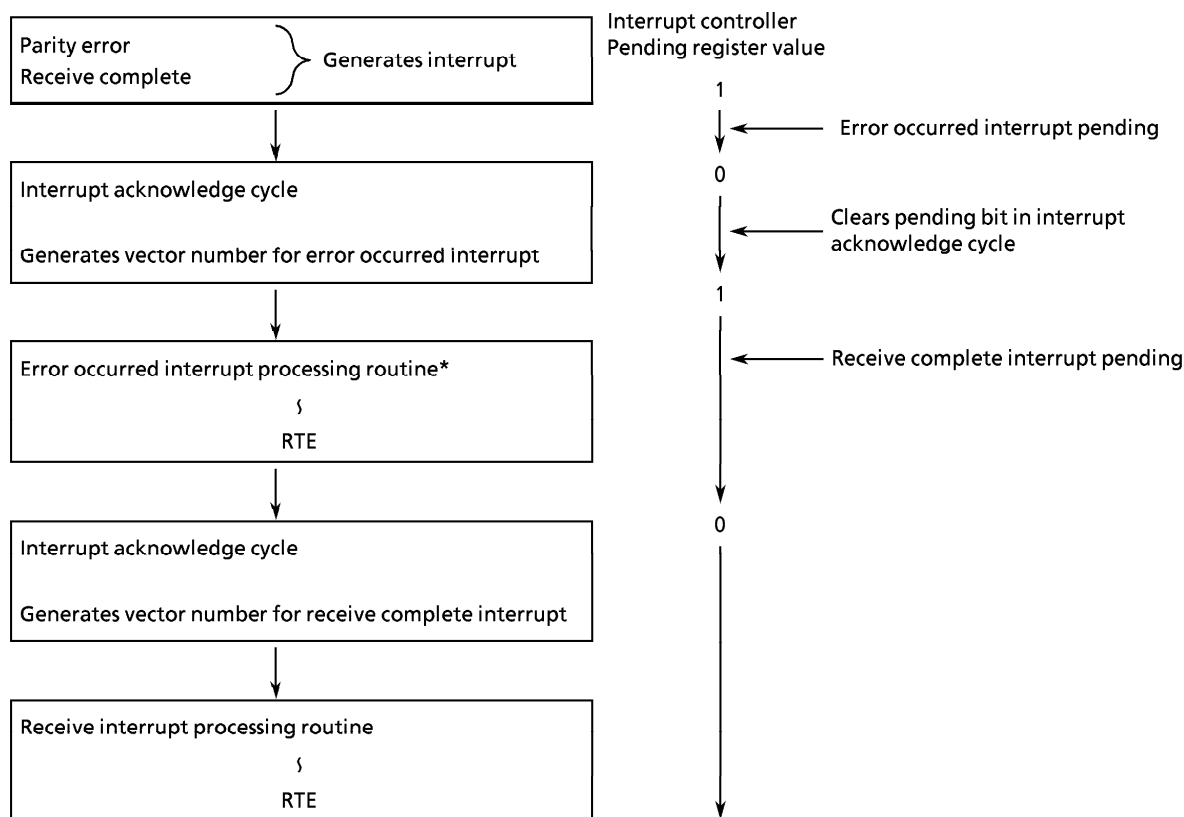 Parity error
Receive complete
Generates interrupt
Interrupt acknowledge cycle
Generates vector number for error occurred interrupt
Error occurred interrupt processing routine*
RTE
Interrupt acknowledge cycle
Generates vector number for receive complete interrupt
Receive interrupt processing routine
RTE
Interrupt controller
Pending register value
1
Error occurred interrupt pending
0
Clears pending bit in interrupt
acknowledge cycle
1
Receive complete interrupt pending
0